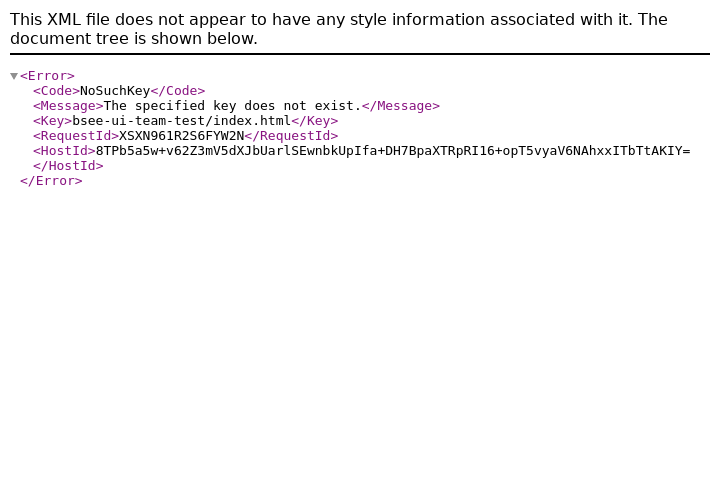 This XML file does not appear to have any style information associated with it. The
document tree is shown below.
<Error>
<Code>NoSuchKey</Code>
<Message>The specified key does not exist.</Message>
<Key>bsee-ui-team-test/index.html</Key>
<RequestId>XSXN961R2S6FYW2N</RequestId>
<HostId>8TPb5a5w+v62Z3mV5dXJbUarlSEwnbkUpIfa+DH7BpaXTRpRI16+opT5vyaV6NAhxxITbTtAKIY=
</HostId>
</Error>